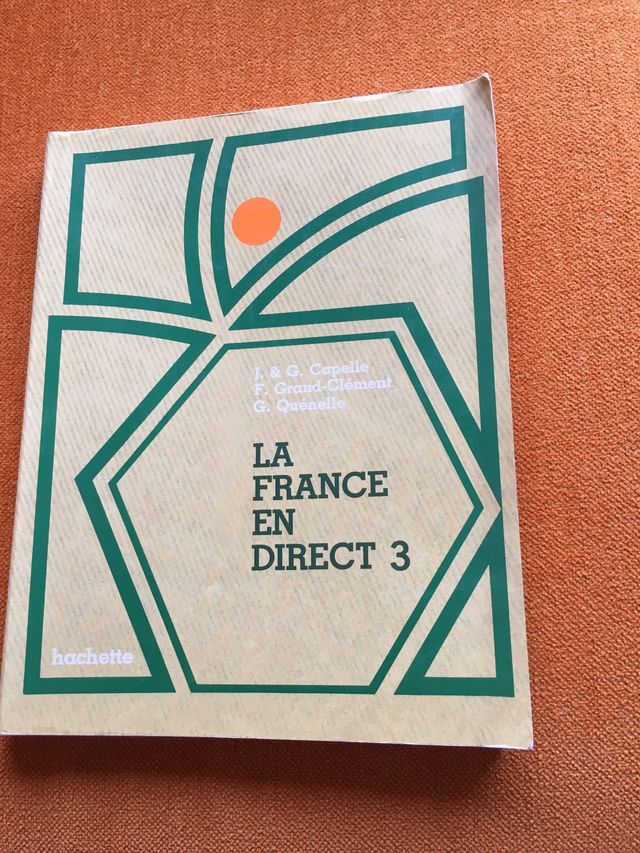 J. & G. Capelle
F. Grand-Clément
G. Quénelle
LA
FRANCE
EN
DIRECT 3
hachette